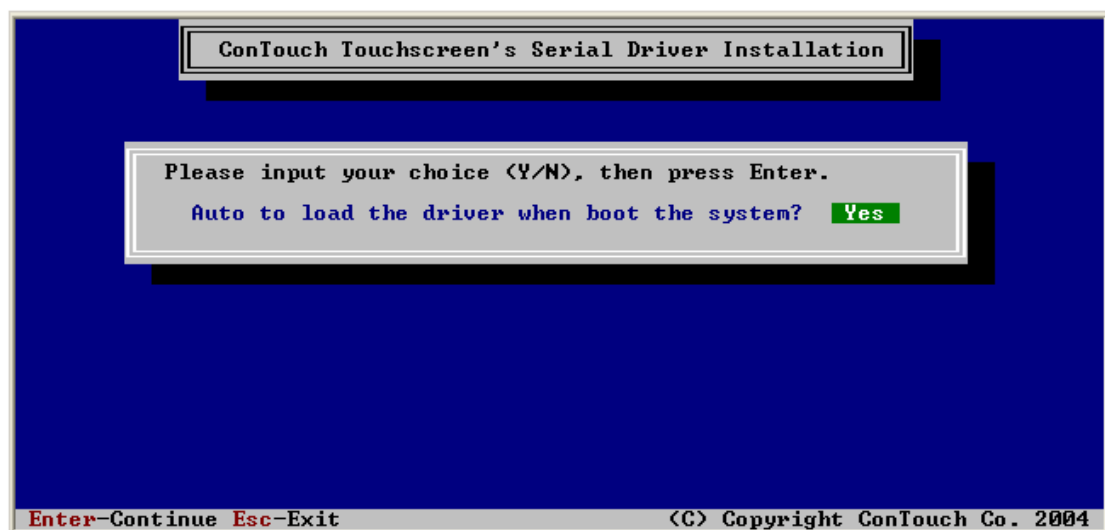 ConTouch Touchscreen's Serial Driver Installation
Please input your choice (Y/N), then press Enter.
Auto to load the driver when boot the system? Yes
Enter-Continue Esc-Exit (C) Copyright ConTouch Co. 2004